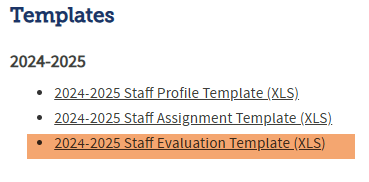 Templates
2024-2025
2024-2025 Staff Profile Template (XLS)
2024-2025 Staff Assignment Template (XLS)
2024-2025 Staff Evaluation Template (XLS)